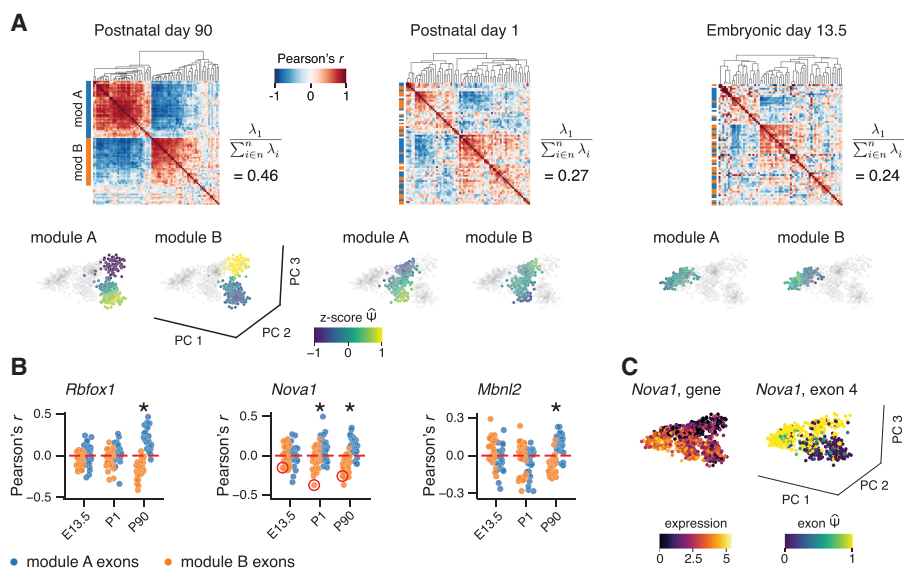 A
Postnatal day 90
Postnatal day 1
Embryonic day 13.5
Pearson's r
-1 0 1
mod A
mod B
λ1
∑ n i∈n λi
= 0.46
λ1
∑ n i∈n λi
= 0.27
λ1
∑ n i∈n λi
= 0.24
module A
module B
module A
module B
module A
module B
PC 3
PC 2
PC 1
z-score Ψ̂
−1 0 1
B
Rbfox1
Nova1
Mbnl2
Pearson's r
0.5
0.0
−0.5
*
E13.5
P1
P90
Pearson's r
0.5
0.0
−0.5
* *
E13.5
P1
P90
Pearson's r
0.3
0.0
−0.3
*
E13.5
P1
P90
module A exons
module B exons
C
Nova1, gene
Nova1, exon 4
PC 3
PC 2
PC 1
expression
0 2.5 5
exon Ψ̂
0 1